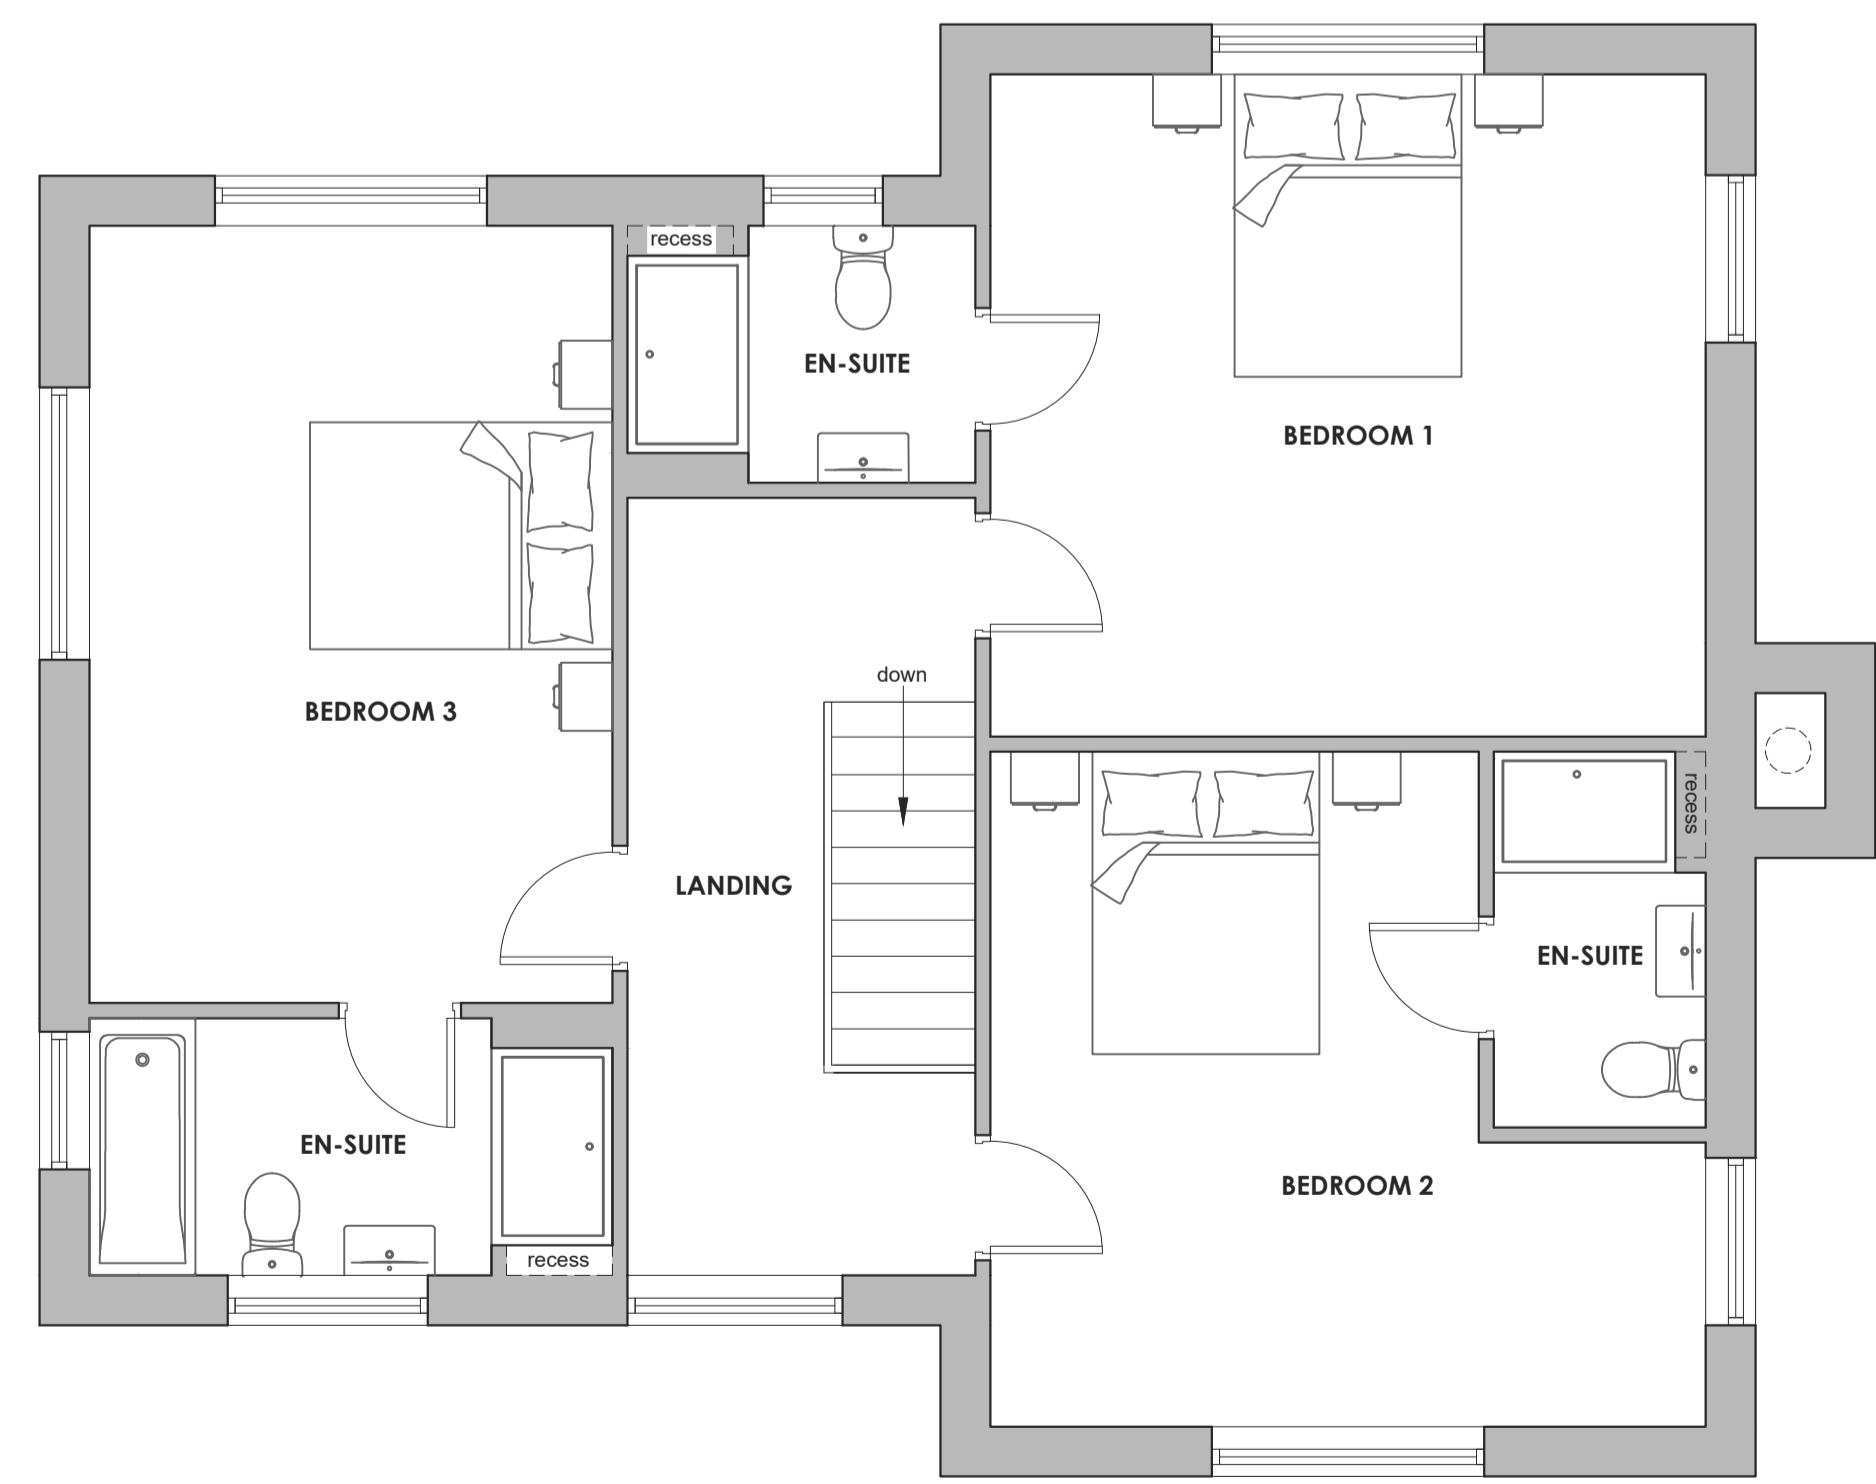 recess
EN-SUITE
BEDROOM 1
down
BEDROOM 3
recess
LANDING
EN-SUITE
EN-SUITE
BEDROOM 2
recess